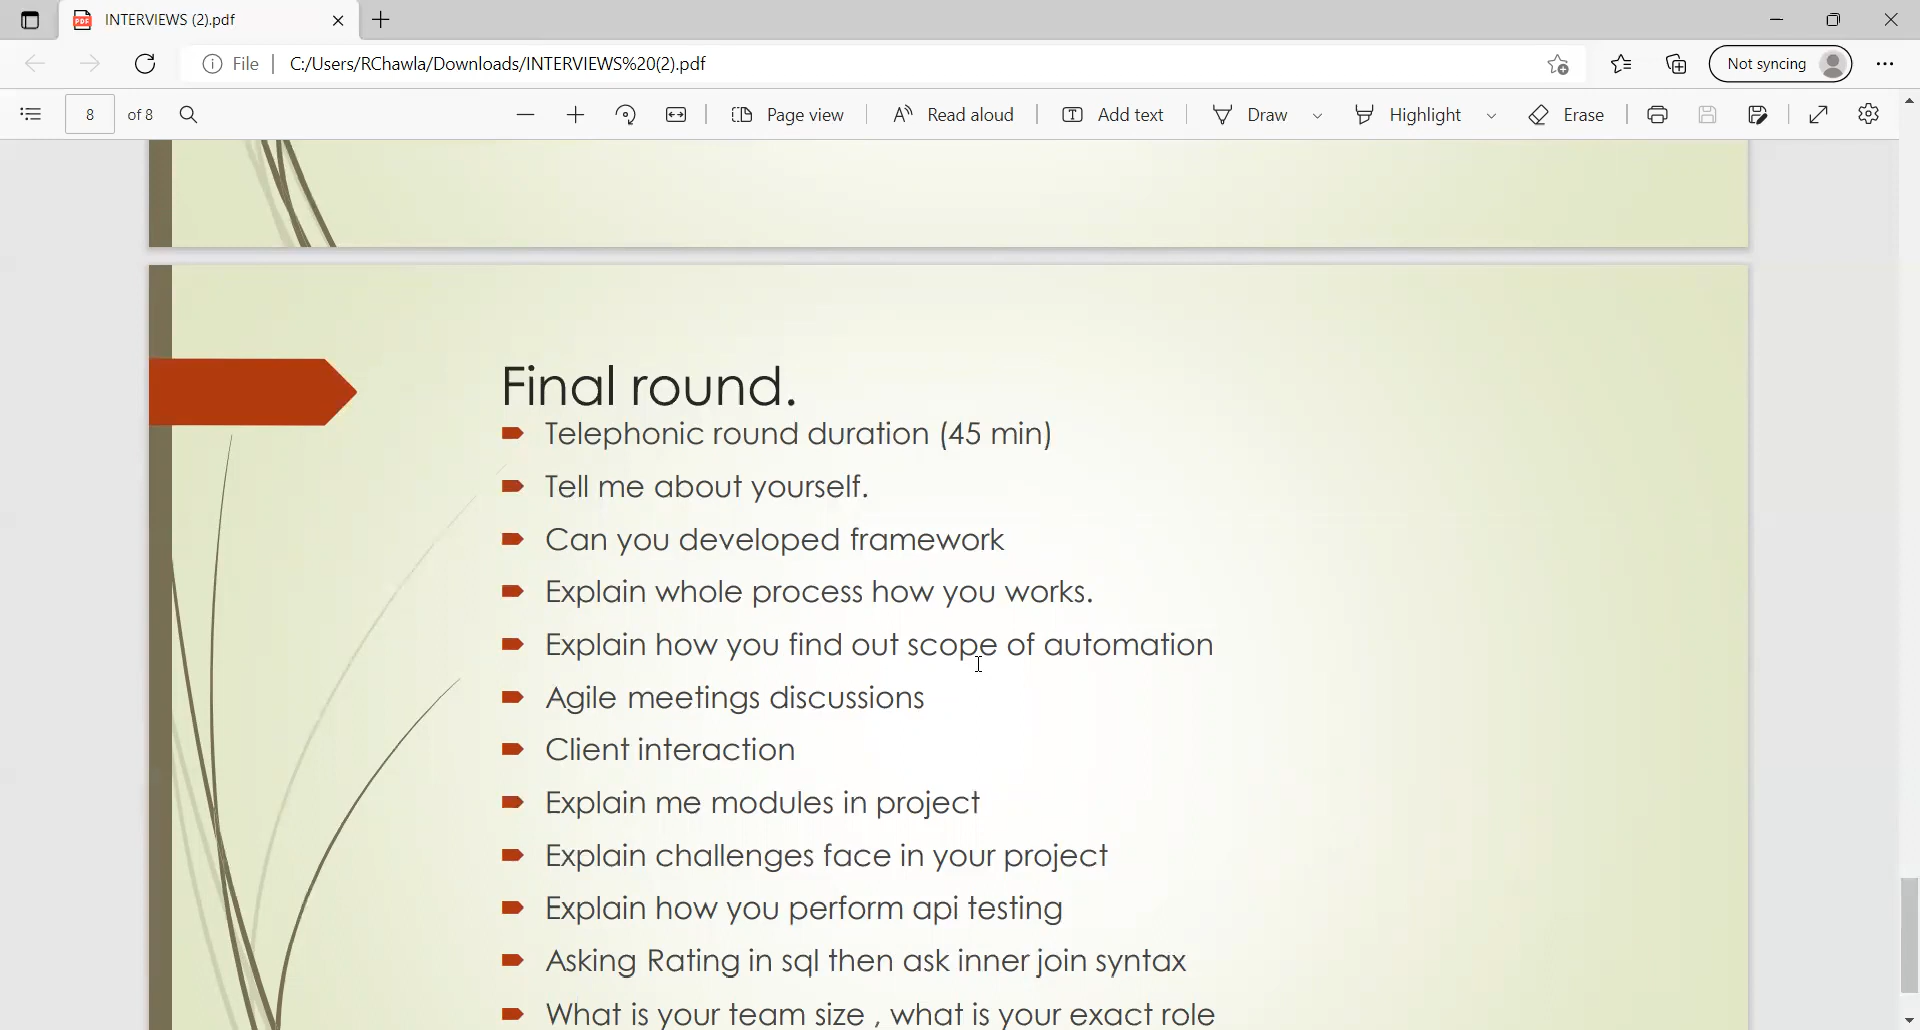 INTERVIEWS (2).pdf
File C:/Users/RChawla/Downloads/INTERVIEWS%20(2).pdf Not syncing
8 of 8 Page view Read aloud Add text Draw Highlight Erase
Final round.
Telephonic round duration (45 min)
Tell me about yourself.
Can you developed framework
Explain whole process how you works.
Explain how you find out scope of automation
Agile meetings discussions
Client interaction
Explain me modules in project
Explain challenges face in your project
Explain how you perform api testing
Asking Rating in sql then ask inner join syntax
What is your team size , what is your exact role